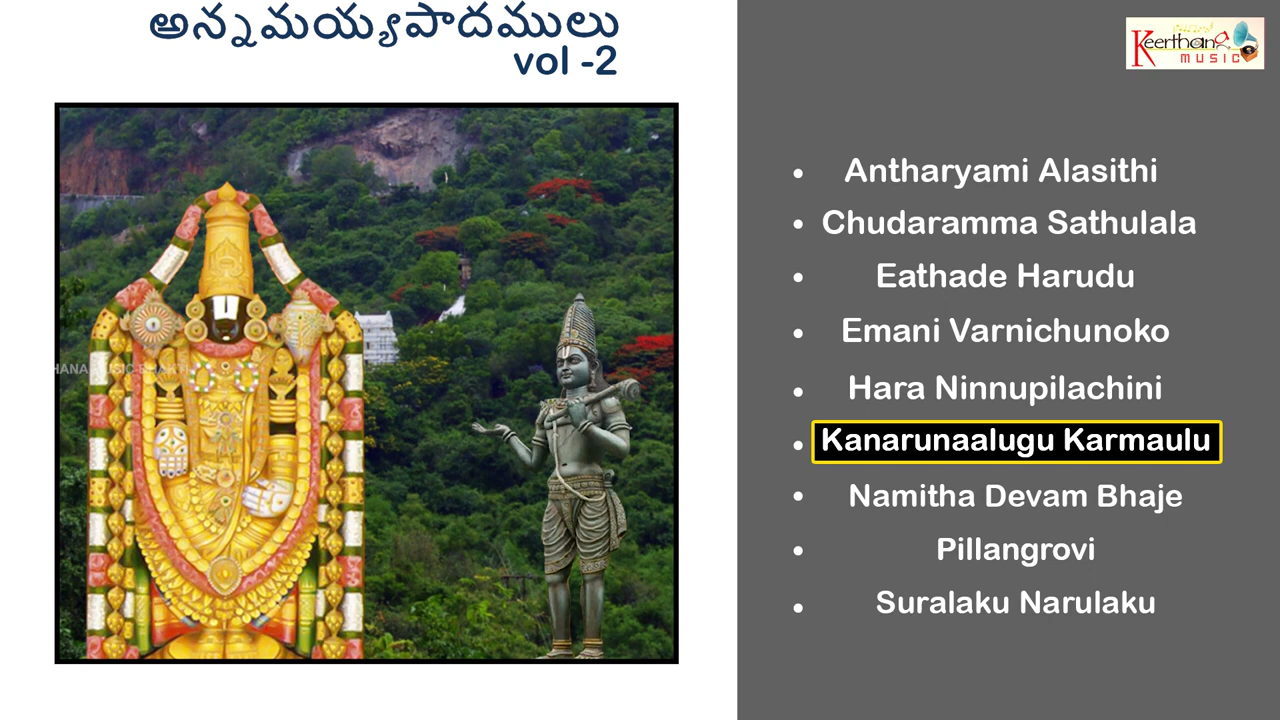 అన్నమయ్యపాదములు
vol -2
Keerthana
MUSIC
Antharyami Alasithi
Chudaramma Sathulala
Eathade Harudu
Emani Varnichunoko
Hara Ninnupilachini
Kanarunaalugu Karmaulu
Namitha Devam Bhaje
Pillangrovi
Suralaku Narulaku